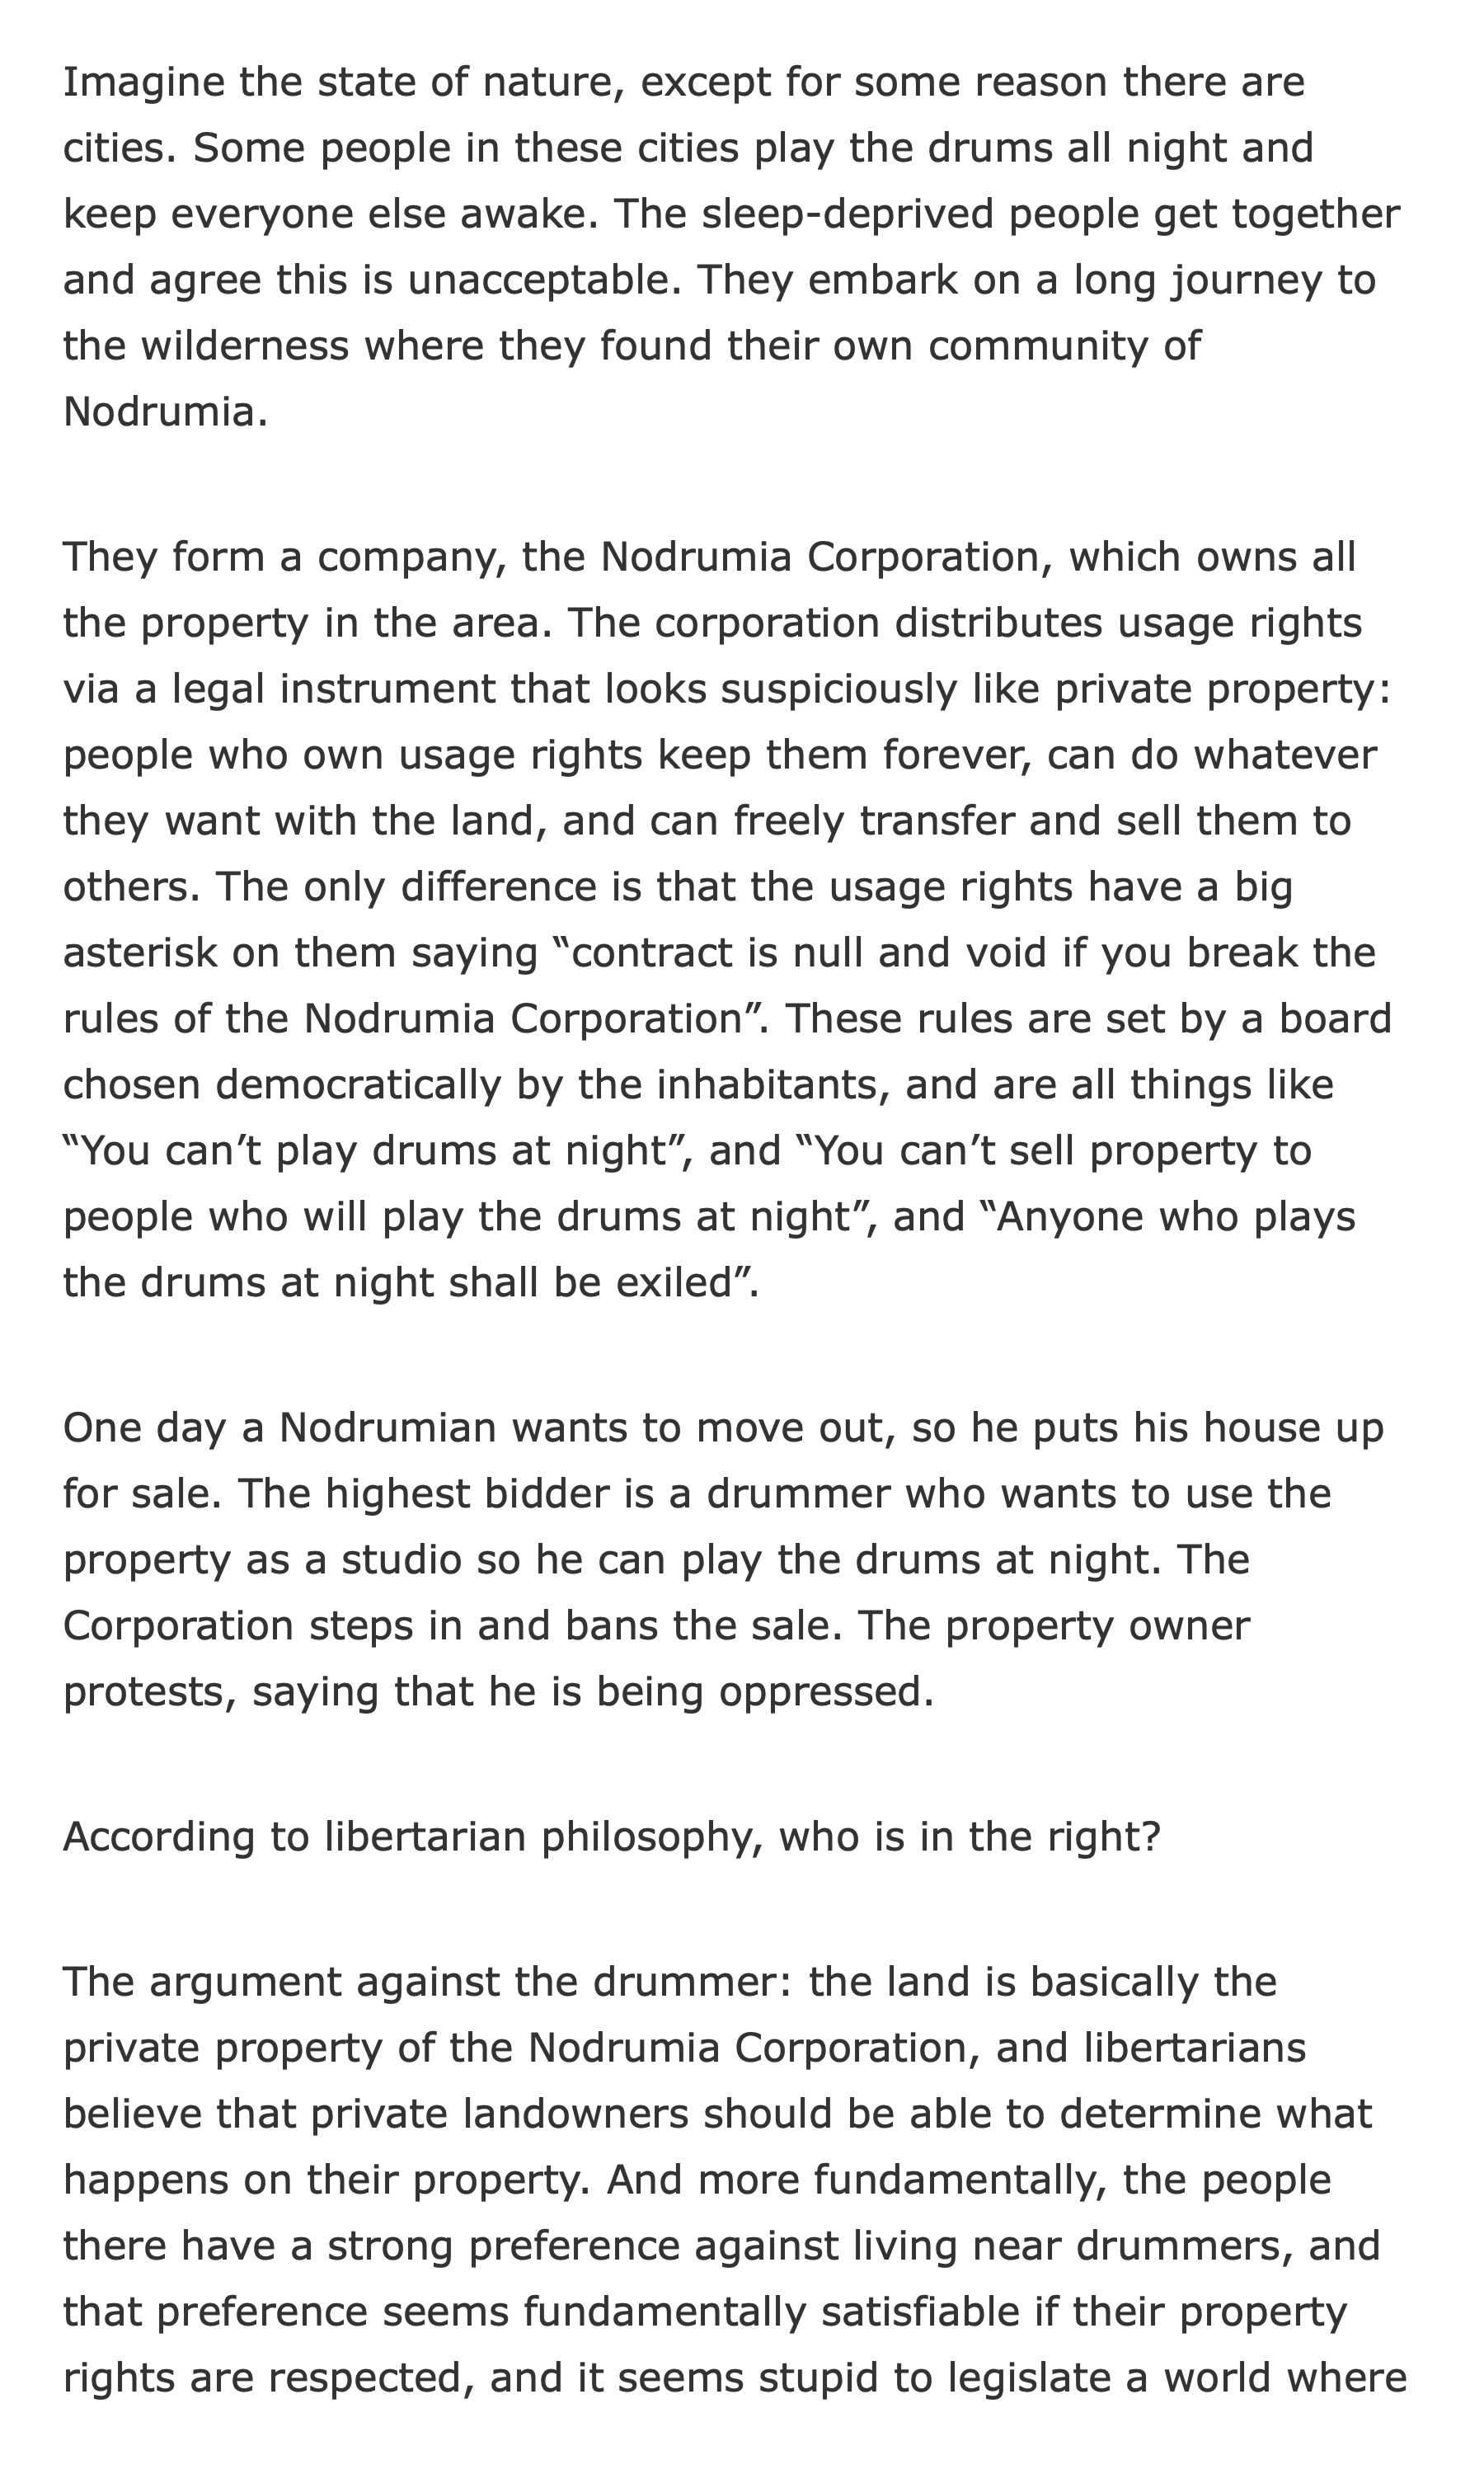 Imagine the state of nature, except for some reason there are
cities. Some people in these cities play the drums all night and
keep everyone else awake. The sleep-deprived people get together
and agree this is unacceptable. They embark on a long journey to
the wilderness where they found their own community of
Nodrumia.
They form a company, the Nodrumia Corporation, which owns all
the property in the area. The corporation distributes usage rights
via a legal instrument that looks suspiciously like private property:
people who own usage rights keep them forever, can do whatever
they want with the land, and can freely transfer and sell them to
others. The only difference is that the usage rights have a big
asterisk on them saying “contract is null and void if you break the
rules of the Nodrumia Corporation”. These rules are set by a board
chosen democratically by the inhabitants, and are all things like
“You can’t play drums at night”, and “You can’t sell property to
people who will play the drums at night”, and “Anyone who plays
the drums at night shall be exiled”.
One day a Nodrumian wants to move out, so he puts his house up
for sale. The highest bidder is a drummer who wants to use the
property as a studio so he can play the drums at night. The
Corporation steps in and bans the sale. The property owner
protests, saying that he is being oppressed.
According to libertarian philosophy, who is in the right?
The argument against the drummer: the land is basically the
private property of the Nodrumia Corporation, and libertarians
believe that private landowners should be able to determine what
happens on their property. And more fundamentally, the people
there have a strong preference against living near drummers, and
that preference seems fundamentally satisfiable if their property
rights are respected, and it seems stupid to legislate a world where